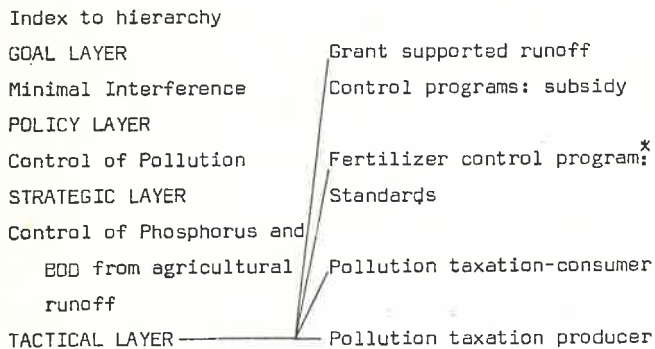 Index to hierarchy
GOAL LAYER
Minimal Interference
POLICY LAYER
Control of Pollution
STRATEGIC LAYER
Control of Phosphorus and
BOD from agricultural
runoff
TACTICAL LAYER
Grant supported runoff
Control programs: subsidy
Fertilizer control program:*
Standards
Pollution taxation-consumer
Pollution taxation producer